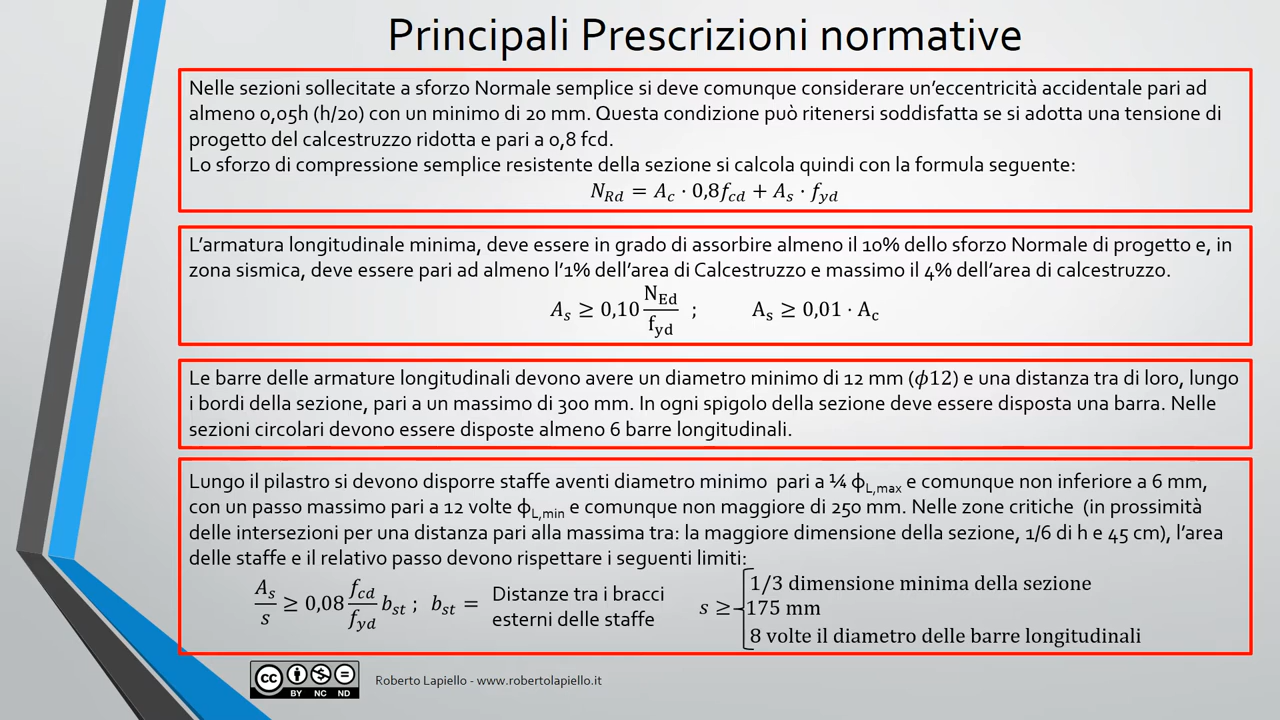 Principali Prescrizioni normative
Nelle sezioni sollecitate a sforzo Normale semplice si deve comunque considerare un'eccentricità accidentale pari ad
almeno 0,05h (h/20) con un minimo di 20 mm. Questa condizione può ritenersi soddisfatta se si adotta una tensione di
progetto del calcestruzzo ridotta e pari a 0,8 fcd.
Lo sforzo di compressione semplice resistente della sezione si calcola quindi con la formula seguente:
N_Rd = A_c · 0,8f_cd + A_s · f_yd
L'armatura longitudinale minima, deve essere in grado di assorbire almeno il 10% dello sforzo Normale di progetto e, in
zona sismica, deve essere pari ad almeno l'1% dell'area di Calcestruzzo e massimo il 4% dell'area di calcestruzzo.
A_s ≥ 0,10 N_Ed/f_yd ; A_s ≥ 0,01 · A_c
Le barre delle armature longitudinali devono avere un diametro minimo di 12 mm (ϕ12) e una distanza tra di loro, lungo
i bordi della sezione, pari a un massimo di 300 mm. In ogni spigolo della sezione deve essere disposta una barra. Nelle
sezioni circolari devono essere disposte almeno 6 barre longitudinali.
Lungo il pilastro si devono disporre staffe aventi diametro minimo pari a ¼ ϕ_L,max e comunque non inferiore a 6 mm,
con un passo massimo pari a 12 volte ϕ_L,min e comunque non maggiore di 250 mm. Nelle zone critiche (in prossimità
delle intersezioni per una distanza pari alla massima tra: la maggiore dimensione della sezione, 1/6 di h e 45 cm), l'area
delle staffe e il relativo passo devono rispettare i seguenti limiti:
A_s/s ≥ 0,08 f_cd/f_yd b_st ; b_st =
Distanze tra i bracci
esterni delle staffe
s ≥
1/3 dimensione minima della sezione
175 mm
8 volte il diametro delle barre longitudinali
cc BY NC ND
Roberto Lapiello - www.robertolapiello.it